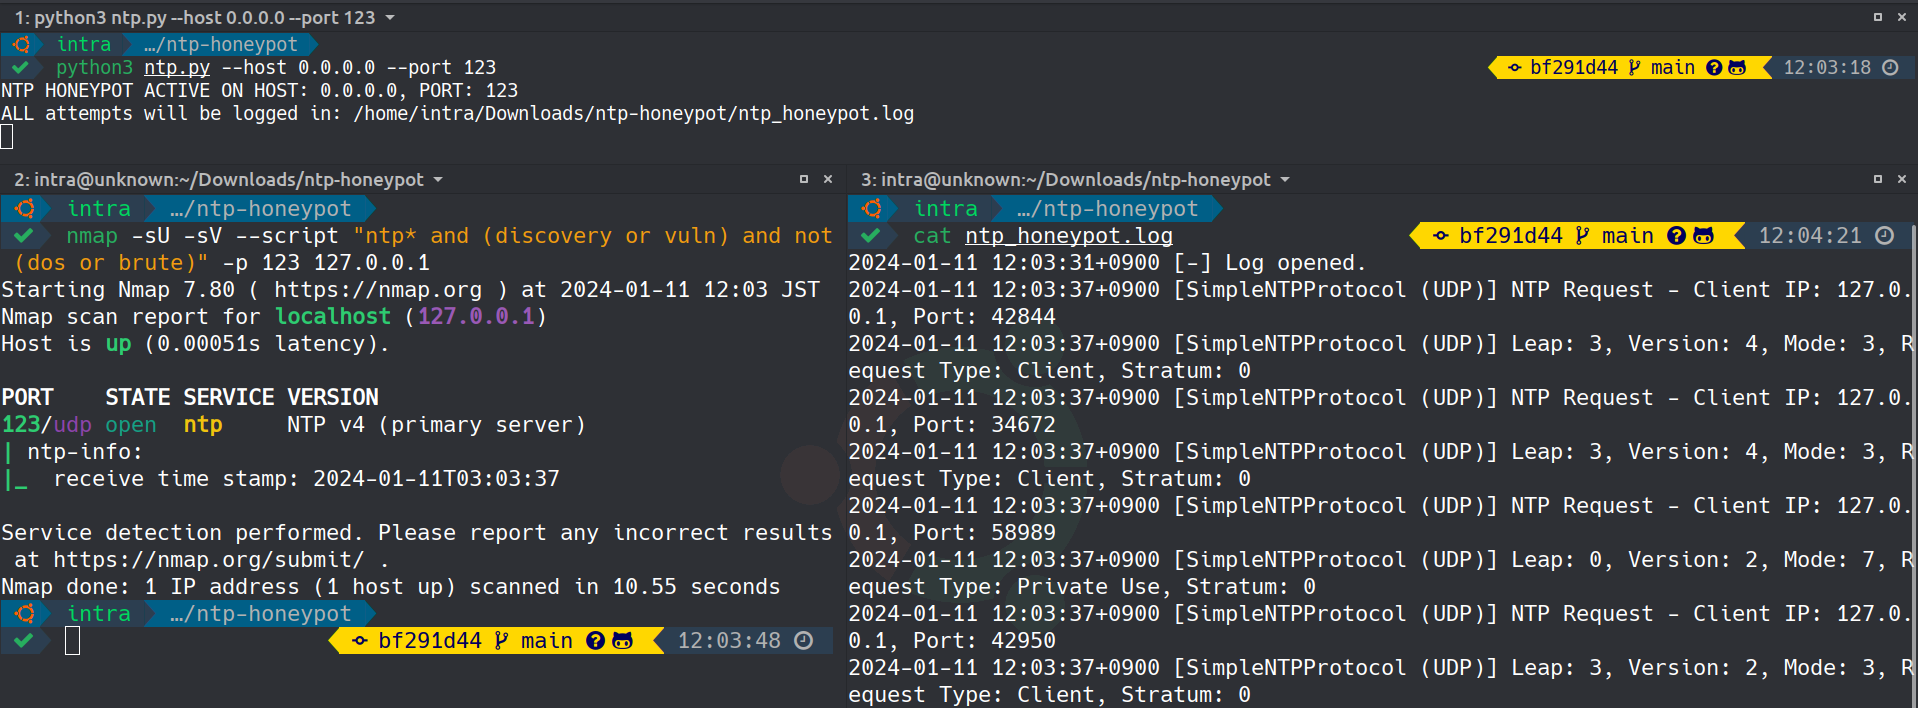 1: python3 ntp.py --host 0.0.0.0 --port 123
intra …/ntp-honeypot
python3 ntp.py --host 0.0.0.0 --port 123 bf291d44 main 12:03:18
NTP HONEYPOT ACTIVE ON HOST: 0.0.0.0, PORT: 123
ALL attempts will be logged in: /home/intra/Downloads/ntp-honeypot/ntp_honeypot.log
2: intra@unknown:~/Downloads/ntp-honeypot
intra …/ntp-honeypot
nmap -sU -sV --script "ntp* and (discovery or vuln) and not
(dos or brute)" -p 123 127.0.0.1
Starting Nmap 7.80 ( https://nmap.org ) at 2024-01-11 12:03 JST
Nmap scan report for localhost (127.0.0.1)
Host is up (0.00051s latency).
PORT STATE SERVICE VERSION
123/udp open ntp NTP v4 (primary server)
| ntp-info:
|_ receive time stamp: 2024-01-11T03:03:37
Service detection performed. Please report any incorrect results
at https://nmap.org/submit/ .
Nmap done: 1 IP address (1 host up) scanned in 10.55 seconds
intra …/ntp-honeypot
bf291d44 main 12:03:48
3: intra@unknown:~/Downloads/ntp-honeypot
intra …/ntp-honeypot
cat ntp_honeypot.log bf291d44 main 12:04:21
2024-01-11 12:03:31+0900 [-] Log opened.
2024-01-11 12:03:37+0900 [SimpleNTPProtocol (UDP)] NTP Request - Client IP: 127.0.
0.1, Port: 42844
2024-01-11 12:03:37+0900 [SimpleNTPProtocol (UDP)] Leap: 3, Version: 4, Mode: 3, R
equest Type: Client, Stratum: 0
2024-01-11 12:03:37+0900 [SimpleNTPProtocol (UDP)] NTP Request - Client IP: 127.0.
0.1, Port: 34672
2024-01-11 12:03:37+0900 [SimpleNTPProtocol (UDP)] Leap: 3, Version: 4, Mode: 3, R
equest Type: Client, Stratum: 0
2024-01-11 12:03:37+0900 [SimpleNTPProtocol (UDP)] NTP Request - Client IP: 127.0.
0.1, Port: 58989
2024-01-11 12:03:37+0900 [SimpleNTPProtocol (UDP)] Leap: 0, Version: 2, Mode: 7, R
equest Type: Private Use, Stratum: 0
2024-01-11 12:03:37+0900 [SimpleNTPProtocol (UDP)] NTP Request - Client IP: 127.0.
0.1, Port: 42950
2024-01-11 12:03:37+0900 [SimpleNTPProtocol (UDP)] Leap: 3, Version: 2, Mode: 3, R
equest Type: Client, Stratum: 0